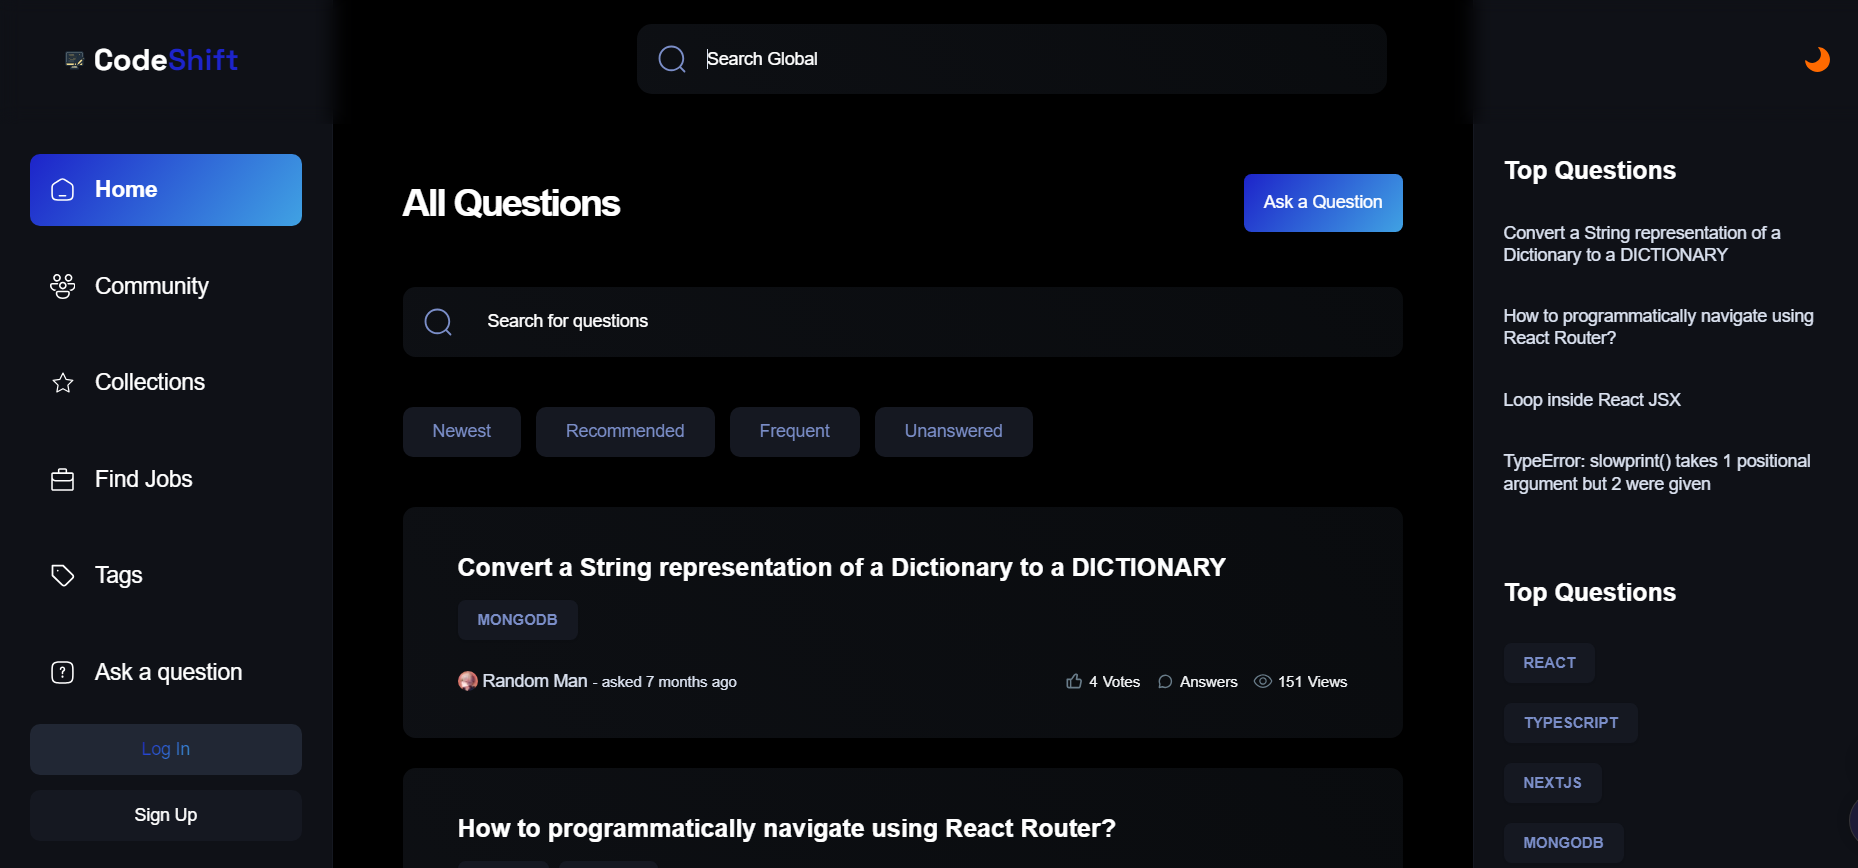 CodeShift
Search Global
Home
Community
Collections
Find Jobs
Tags
Ask a question
Log In
Sign Up
All Questions
Ask a Question
Search for questions
Newest
Recommended
Frequent
Unanswered
Convert a String representation of a Dictionary to a DICTIONARY
MONGODB
Random Man - asked 7 months ago
4 Votes
Answers
151 Views
How to programmatically navigate using React Router?
Top Questions
Convert a String representation of a
Dictionary to a DICTIONARY
How to programmatically navigate using
React Router?
Loop inside React JSX
TypeError: slowprint() takes 1 positional
argument but 2 were given
Top Questions
REACT
TYPESCRIPT
NEXTJS
MONGODB